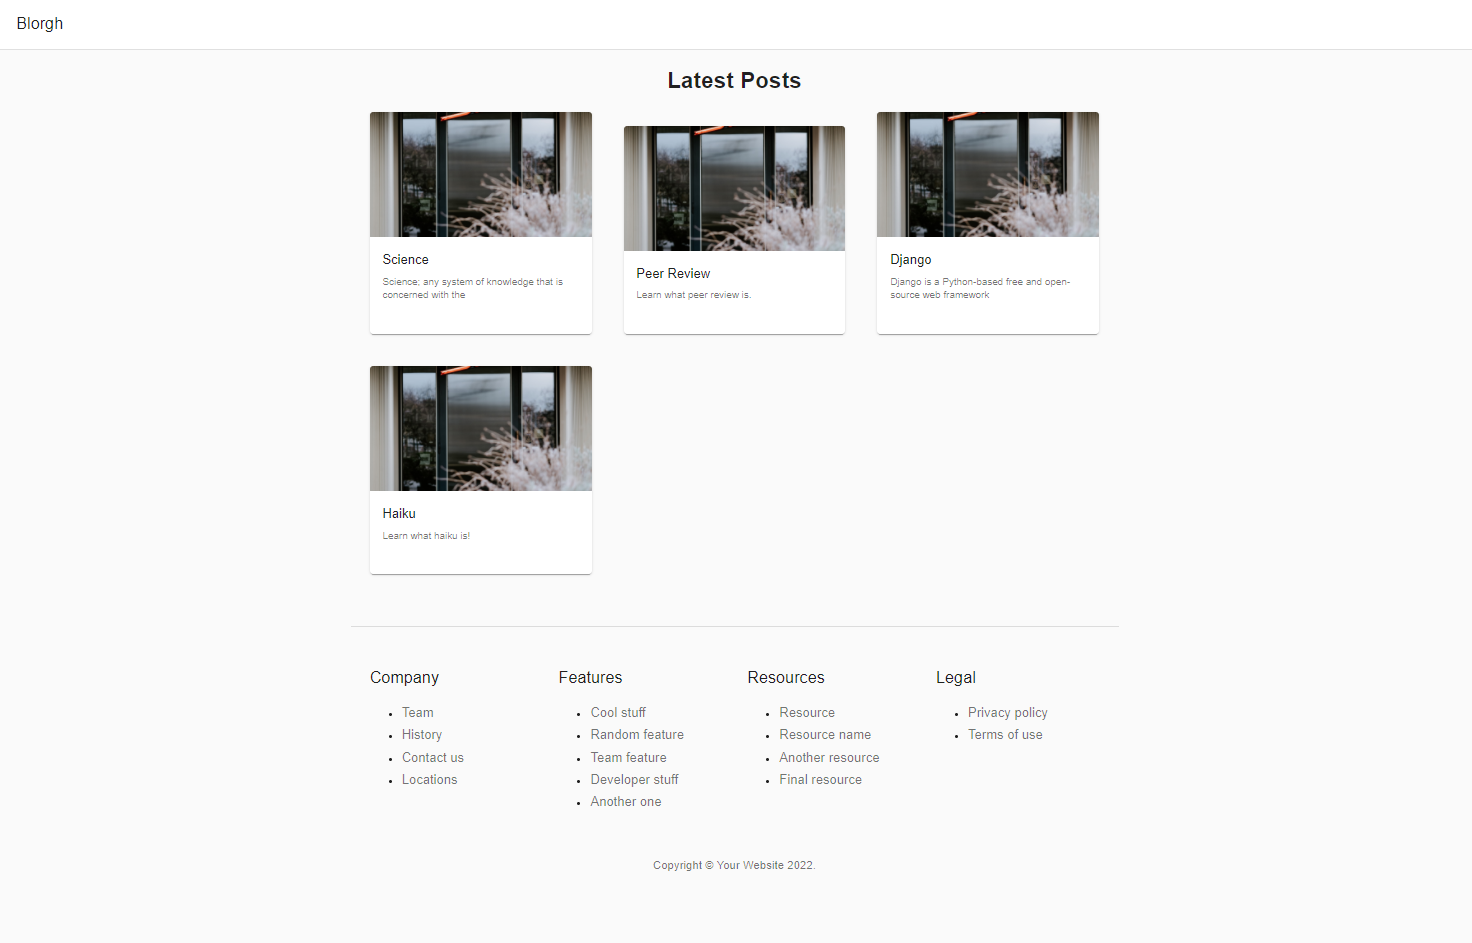 Blorgh
Latest Posts
Science
Science; any system of knowledge that is
concerned with the
Peer Review
Learn what peer review is.
Django
Django is a Python-based free and open-
source web framework
Haiku
Learn what haiku is!
Company
Team
History
Contact us
Locations
Features
Cool stuff
Random feature
Team feature
Developer stuff
Another one
Resources
Resource
Resource name
Another resource
Final resource
Legal
Privacy policy
Terms of use
Copyright © Your Website 2022.